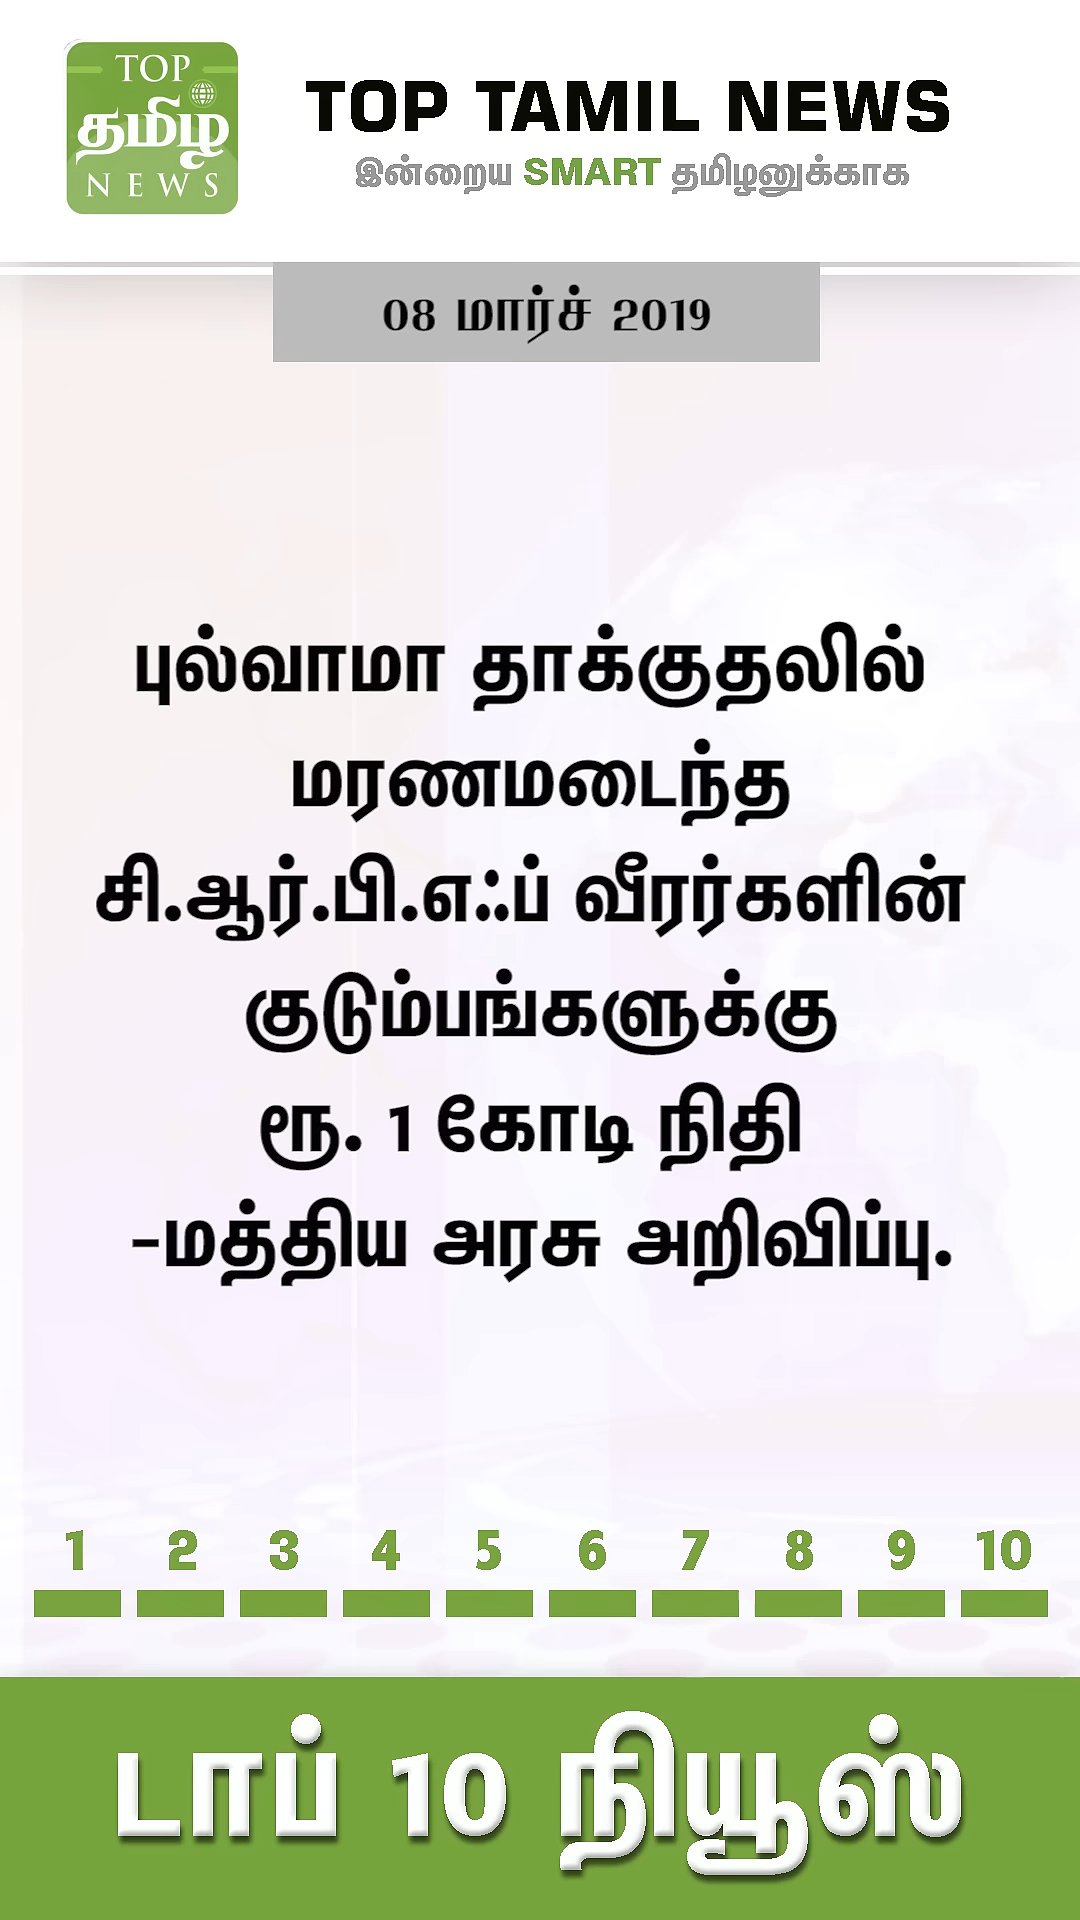 TOP
தமிழ்
NEWS
TOP TAMIL NEWS
இன்றைய SMART தமிழனுக்காக
08 மார்ச் 2019
புல்வாமா தாக்குதலில்
மரணமடைந்த
சி.ஆர்.பி.எஃப் வீரர்களின்
குடும்பங்களுக்கு
ரூ. 1 கோடி நிதி
-மத்திய அரசு அறிவிப்பு.
1 2 3 4 5 6 7 8 9 10
டாப் 10 நியூஸ்